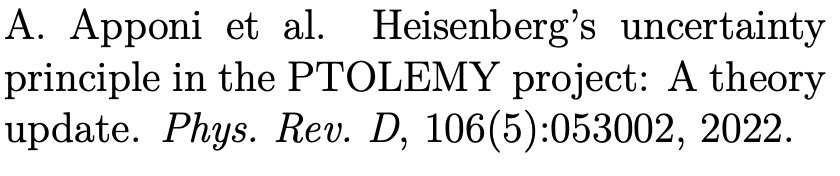 A. Apponi et al. Heisenberg’s uncertainty
principle in the PTOLEMY project: A theory
update. Phys. Rev. D, 106(5):053002, 2022.